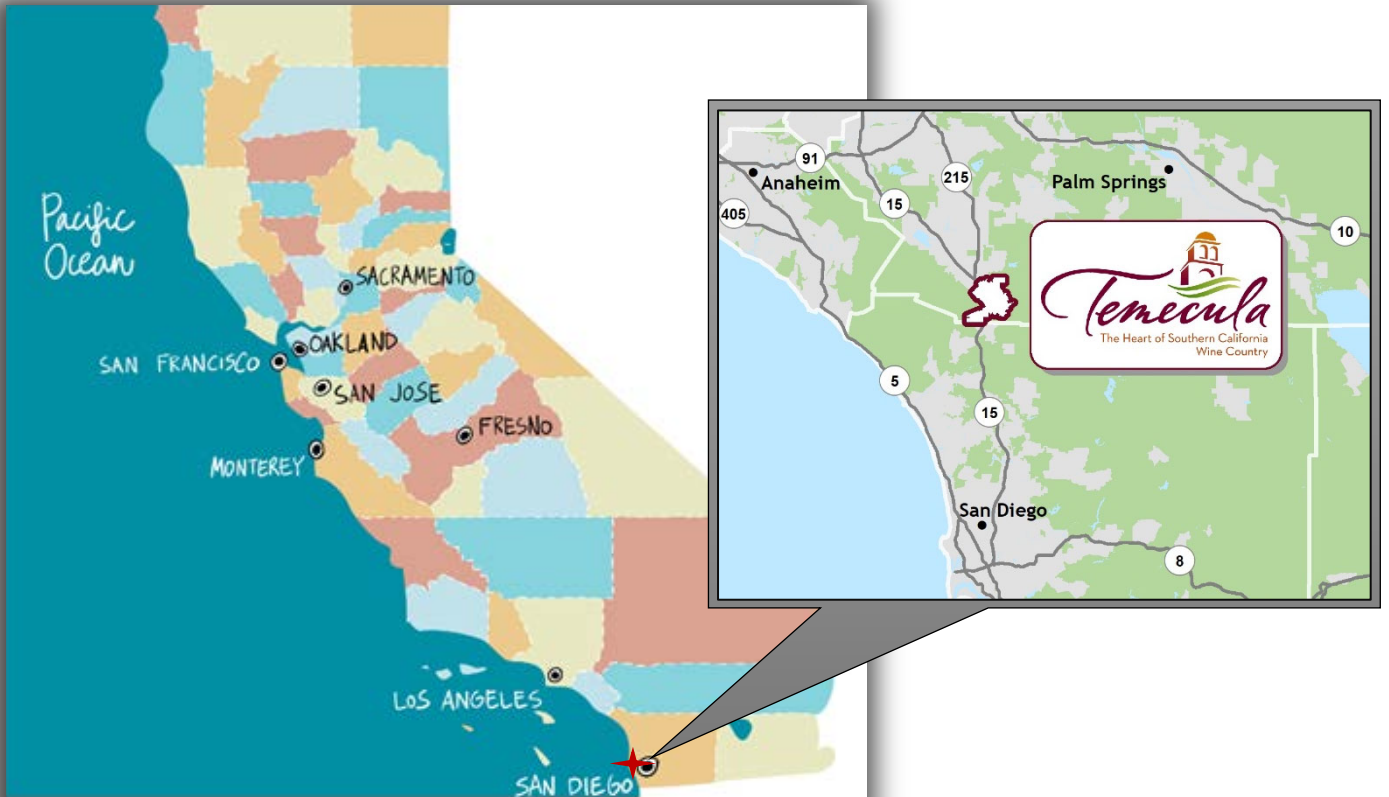 Pacific
Ocean
SACRAMENTO
OAKLAND
SAN FRANCISCO
SAN JOSE
FRESNO
MONTEREY
LOS ANGELES
SAN DIEGO
91
Anaheim
215
Palm Springs
15
405
10
Temecula
The Heart of Southern California
Wine Country
5
15
San Diego
8